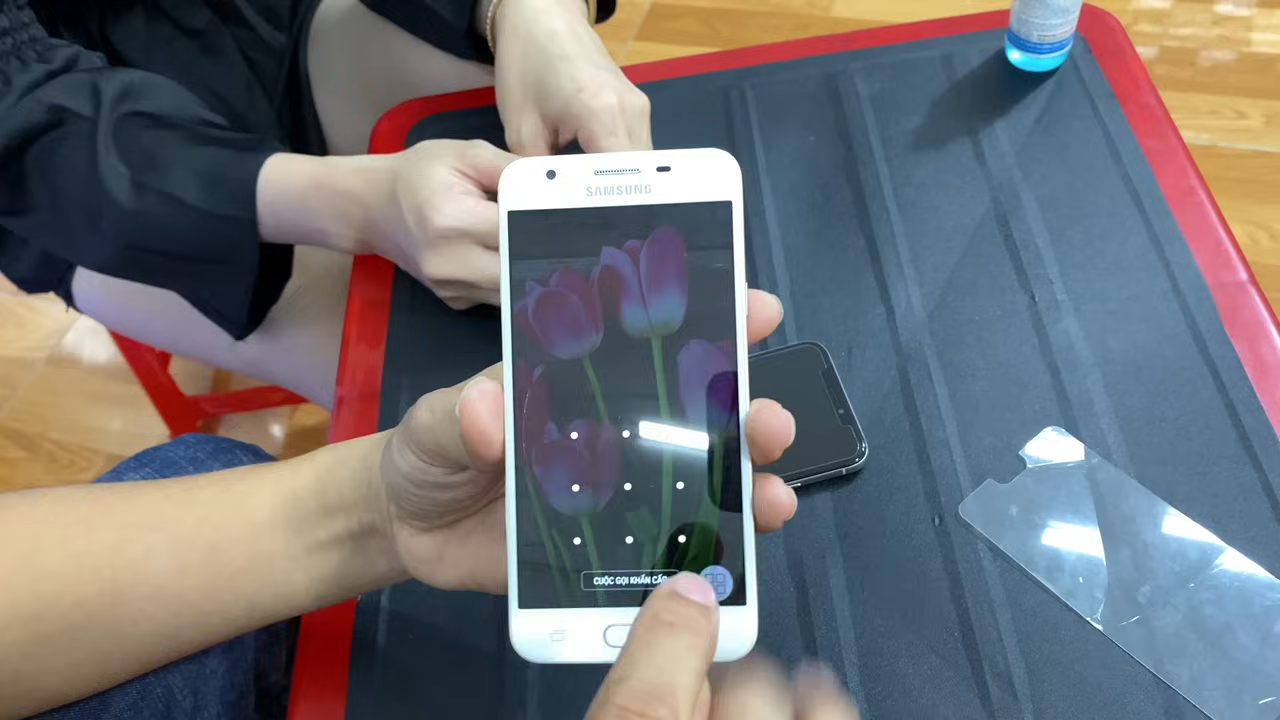 SAMSUNG
CUỘC GỌI KHẨN CẤP